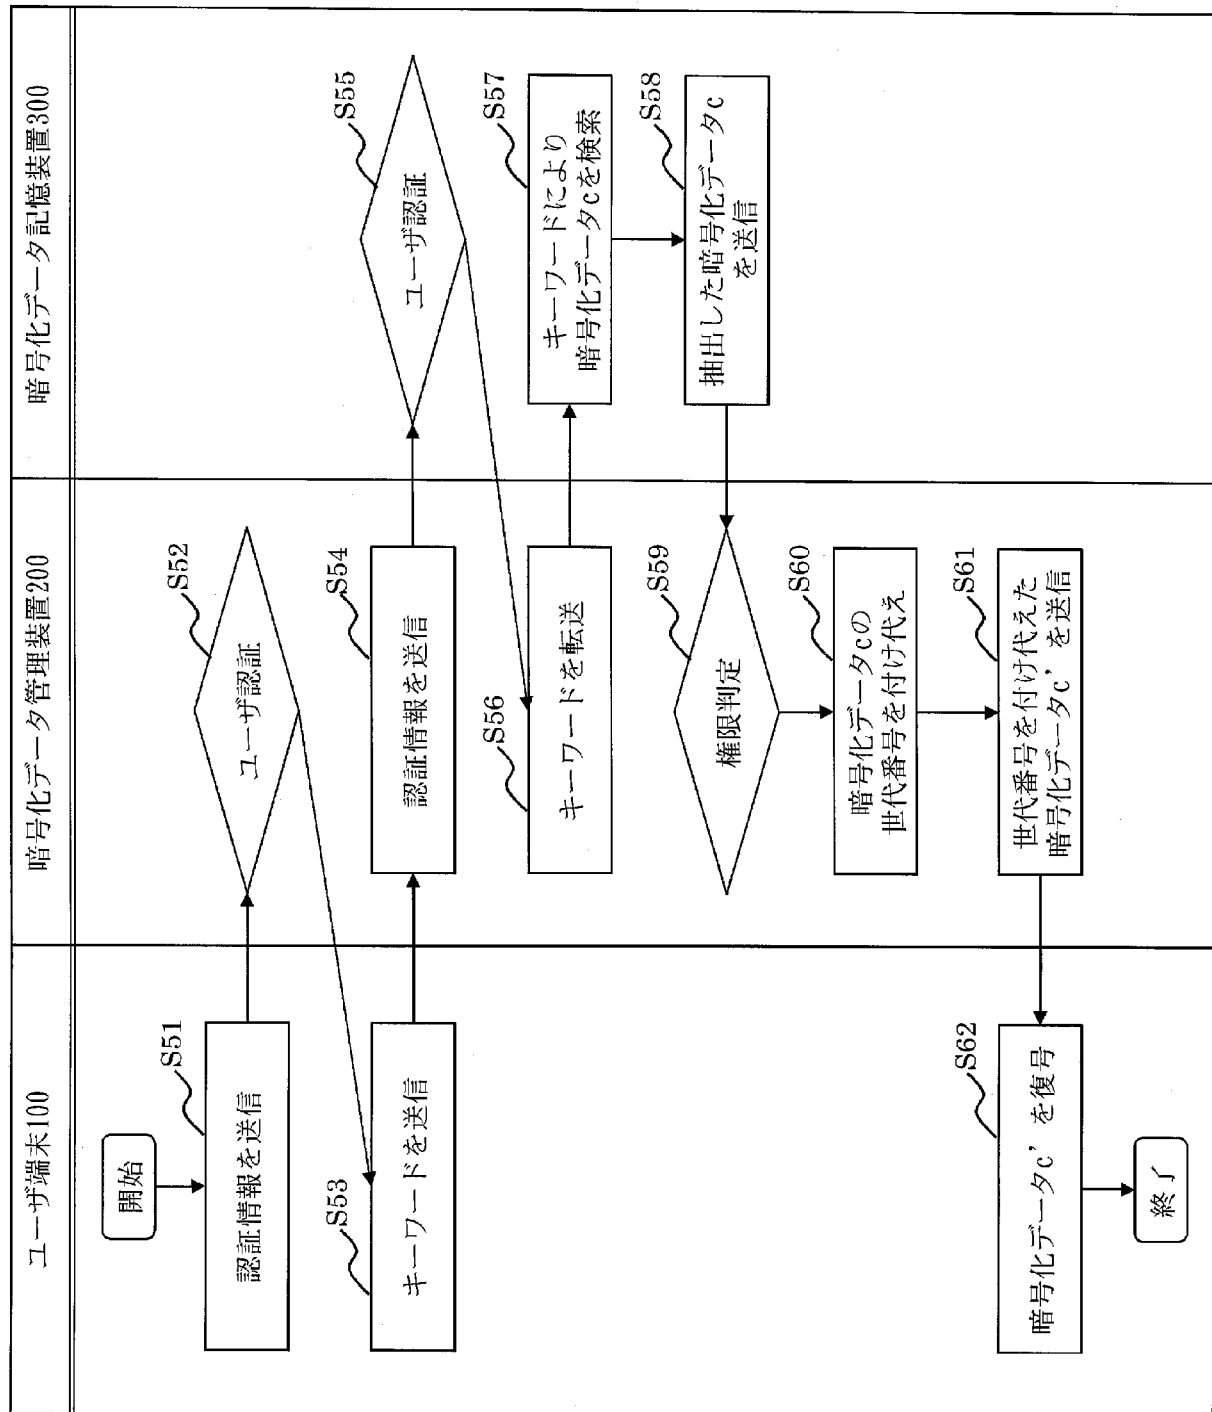 ユーザ端末100
暗号化データ管理装置200
暗号化データ記憶装置300
開始
S51
認証情報を送信
S52
ユーザ認証
S53
キーワードを送信
S54
認証情報を送信
S55
ユーザ認証
S56
キーワードを転送
S57
キーワードにより
暗号化データcを検索
S58
抽出した暗号化データc
を送信
S59
権限判定
S60
暗号化データcの
世代番号を付け代え
S61
世代番号を付け代えた
暗号化データc’を送信
S62
暗号化データc’を復号
終了